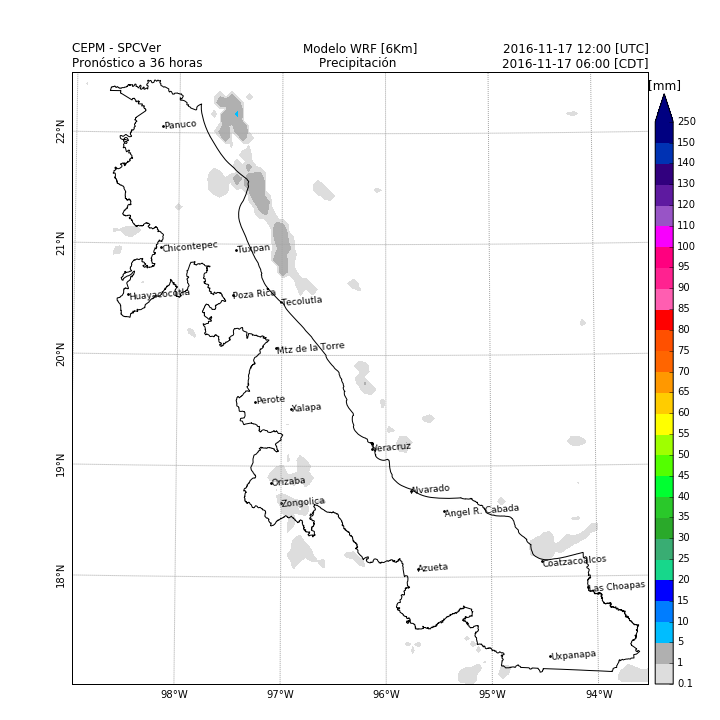 CEPM - SPCVer Modelo WRF [6Km] 2016-11-17 12:00 [UTC]
Pronóstico a 36 horas Precipitación 2016-11-17 06:00 [CDT]
[mm]
250
22°N
Panuco
150
140
130
120
110
21°N
Chicontepec
Tuxpan
100
95
Huayacocotla
Poza Rica
Tecolutla
90
85
80
20°N
Mtz de la Torre
75
70
65
Perote
Xalapa
60
55
Veracruz
50
19°N
45
Orizaba
Alvarado
40
Zongolica
Angel R. Cabada
35
30
Coatzacoalcos
25
18°N
Azueta
20
Las Choapas
15
10
5
Uxpanapa
1
0.1
98°W 97°W 96°W 95°W 94°W